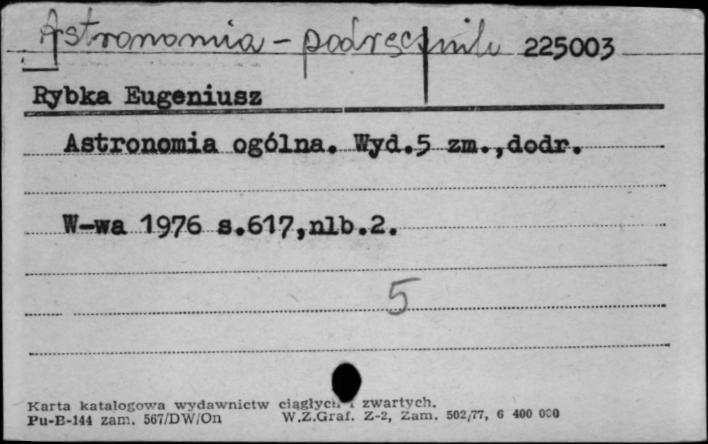 Astronomia - podręcznik 225003
Rybka Eugeniusz
Astronomia ogólna. Wyd.5 zm.,dodr.
W-wa 1976 s.617,nlb.2.
5
Karta katalogowa wydawnictw ciągłych i zwartych.
Pu-B-144 zam. 567/DW/On W.Z.Graf. Z-2, Zam. 502/77, 6 400 000